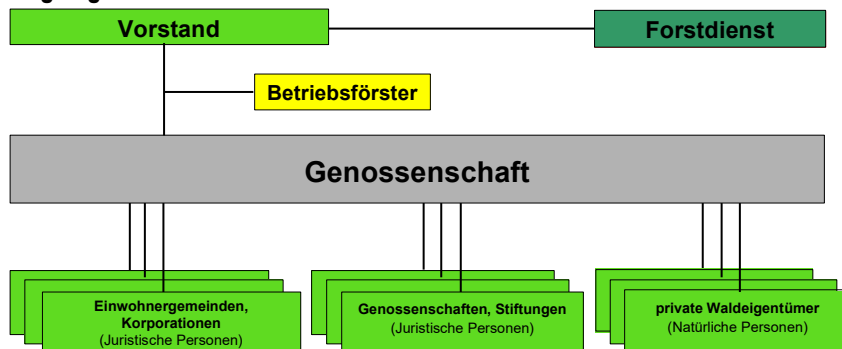 Vorstand
Forstdienst
Betriebsförster
Genossenschaft
Einwohnergemeinden,
Korporationen
(Juristische Personen)
Genossenschaften, Stiftungen
(Juristische Personen)
private Waldeigentümer
(Natürliche Personen)